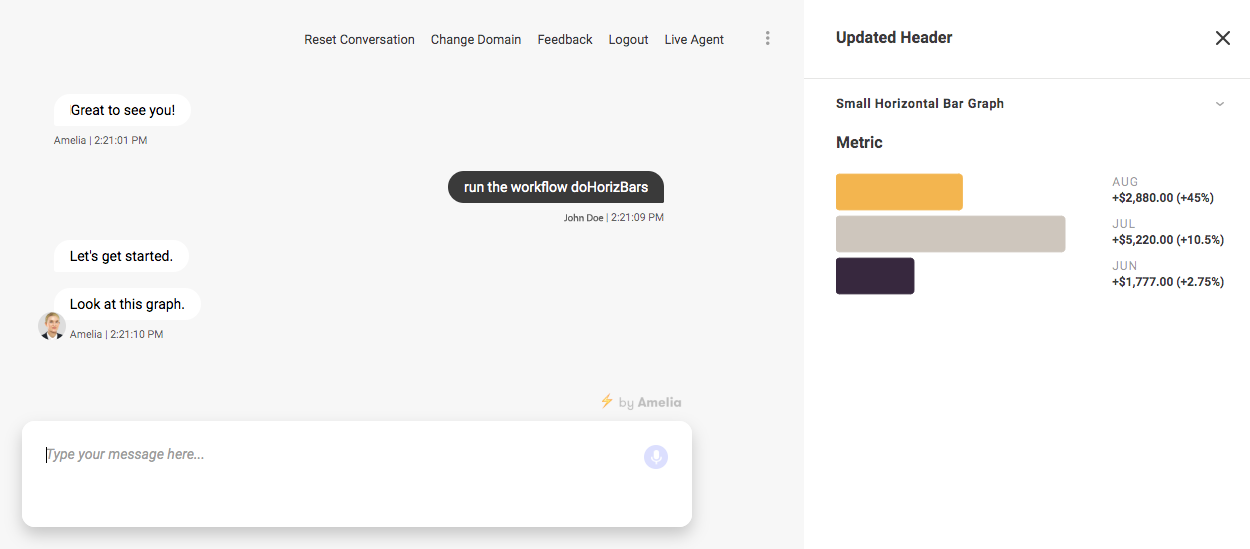 Reset Conversation Change Domain Feedback Logout Live Agent
Great to see you!
Amelia | 2:21:01 PM
run the workflow doHorizBars
John Doe | 2:21:09 PM
Let's get started.
Look at this graph.
Amelia | 2:21:10 PM
by Amelia
Type your message here...
Updated Header
Small Horizontal Bar Graph
Metric
AUG
+$2,880.00 (+45%)
JUL
+$5,220.00 (+10.5%)
JUN
+$1,777.00 (+2.75%)